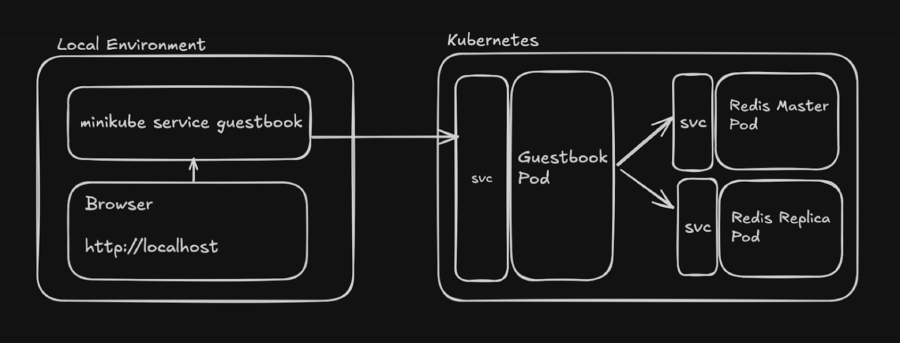 Local Environment
minikube service guestbook
Browser
http://localhost
Kubernetes
svc
Guestbook
Pod
svc
Redis Master
Pod
svc
Redis Replica
Pod